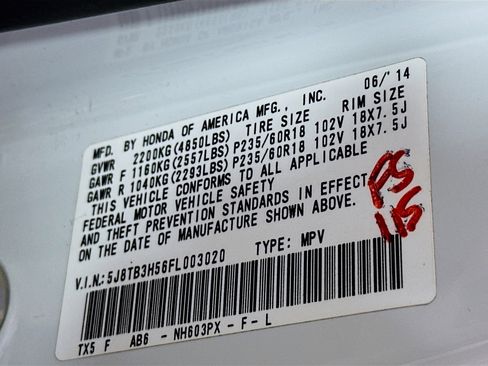 MFD. BY HONDA OF AMERICA MFG., INC. 06/'14
GVWR 2200KG(4850LBS) TIRE SIZE RIM SIZE
GAWR F 1160KG(2557LBS)P235/60R18 102V 18X7.5J
GAWR R 1040KG(2293LBS)P235/60R18 102V 18X7.5J
THIS VEHICLE CONFORMS TO ALL APPLICABLE
FEDERAL MOTOR VEHICLE SAFETY
AND THEFT PREVENTION STANDARDS IN EFFECT
ON THE DATE OF MANUFACTURE SHOWN ABOVE.
PS
115
V.I.N.:5J8TB3H56FL003020 TYPE: MPV
TX5 F AB6 - NH603PX - F - L